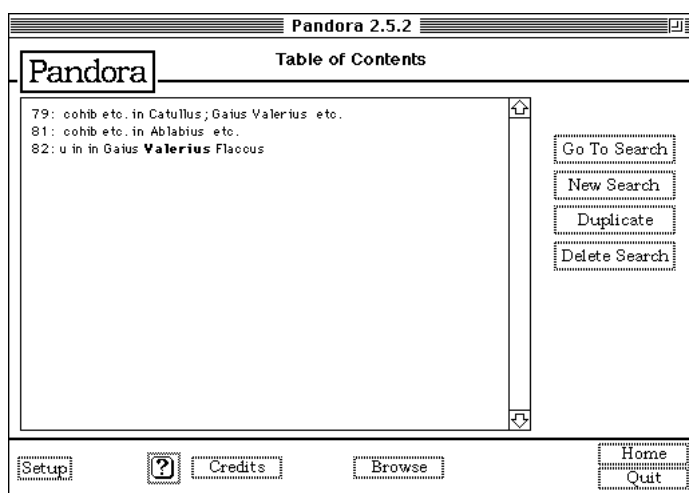 Pandora 2.5.2
Table of Contents
Pandora
79: cohib etc. in Catullus; Gaius Valerius etc.
81: cohib etc. in Ablabius etc.
82: u in in Gaius Valerius Flaccus
Go To Search
New Search
Duplicate
Delete Search
Setup
?
Credits
Browse
Home
Quit